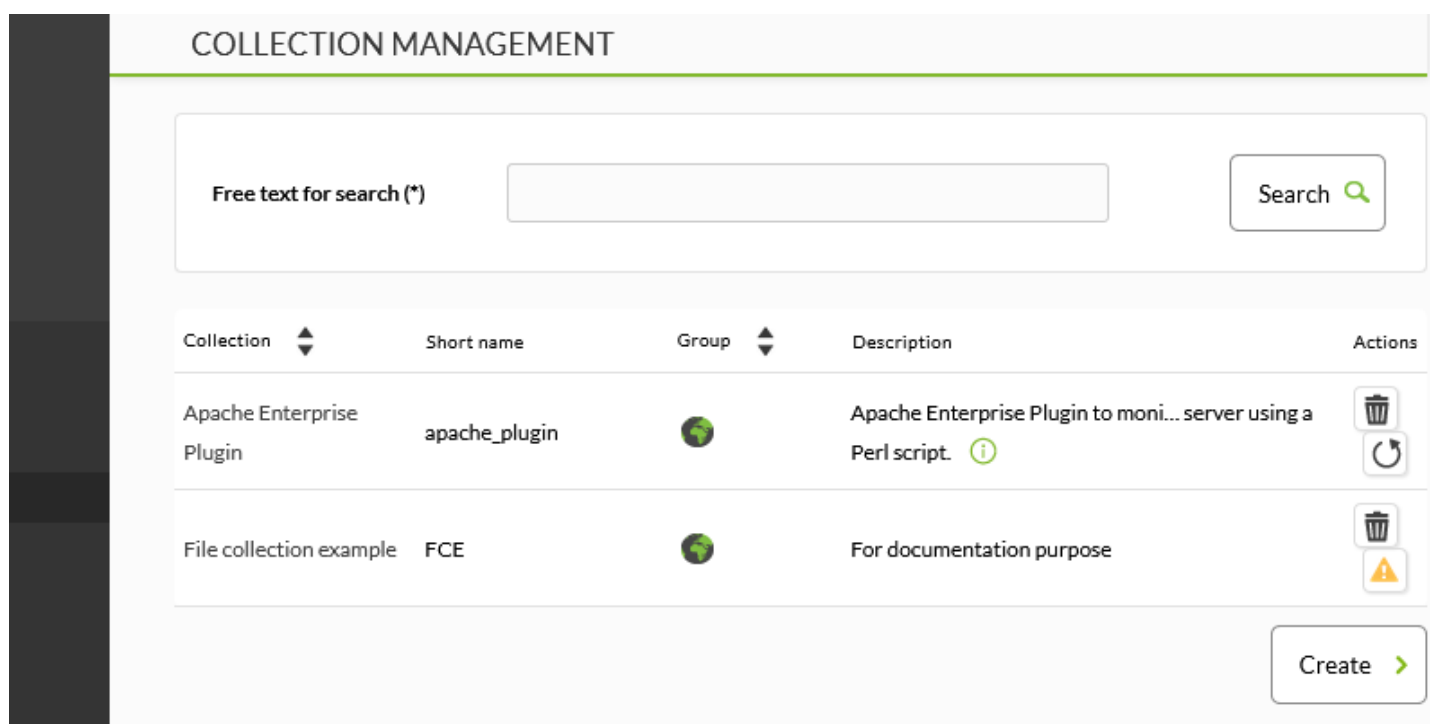 COLLECTION MANAGEMENT
Free text for search (*)
Search
Collection Short name Group Description Actions
Apache Enterprise
Plugin
apache_plugin
Apache Enterprise Plugin to moni... server using a
Perl script.
File collection example FCE For documentation purpose
Create